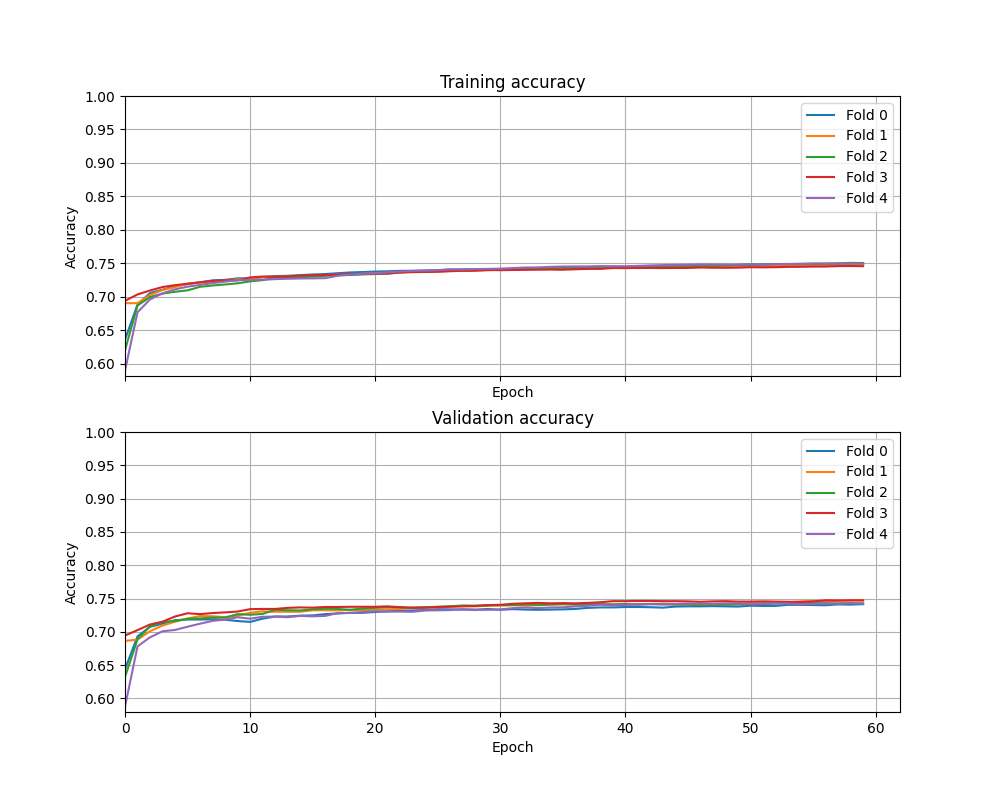 Training accuracy
1.00
0.95
0.90
0.85
0.80
0.75
0.70
0.65
0.60
Accuracy
Fold 0
Fold 1
Fold 2
Fold 3
Fold 4
Epoch
Validation accuracy
1.00
0.95
0.90
0.85
0.80
0.75
0.70
0.65
0.60
Accuracy
Fold 0
Fold 1
Fold 2
Fold 3
Fold 4
0 10 20 30 40 50 60
Epoch